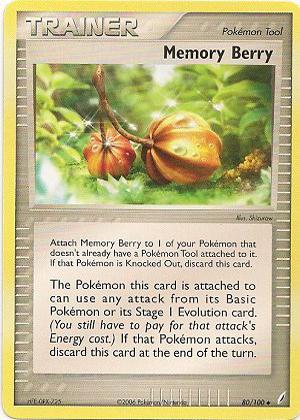 TRAINER
Pokémon Tool
Memory Berry
Illus. Shizurow
Attach Memory Berry to 1 of your Pokémon that
doesn't already have a Pokémon Tool attached to it.
If that Pokémon is Knocked Out, discard this card.
The Pokémon this card is attached to
can use any attack from its Basic
Pokémon or its Stage 1 Evolution card.
(You still have to pay for that attack's
Energy cost.) If that Pokémon attacks,
discard this card at the end of the turn.
©2006 Pokémon/Nintendo
80/100